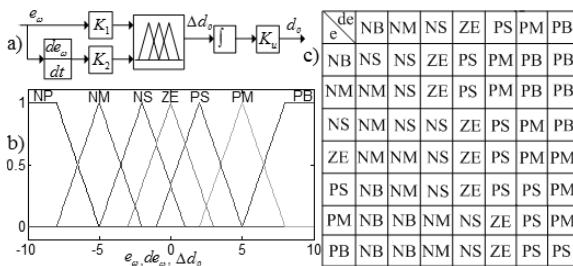 a) e_ω K_1 Δd_δ ∫ K_u d_δ
de_ω/dt K_2
b) NP NM NS ZE PS PM PB
1
0.5
0
-10 -5 0 5 10
e_ω, de_ω, Δd_δ
c)
e de NB NM NS ZE PS PM PB
NB NS NS ZE PS PM PB PB
NM NM NS ZE PS PM PB PB
NS NM NS NS ZE PS PM PB
ZE NM NM NS ZE PS PM PM
PS NB NM NS ZE PS PS PM
PM NB NB NM NS ZE PS PM
PB NB NB NM NS ZE PS PS